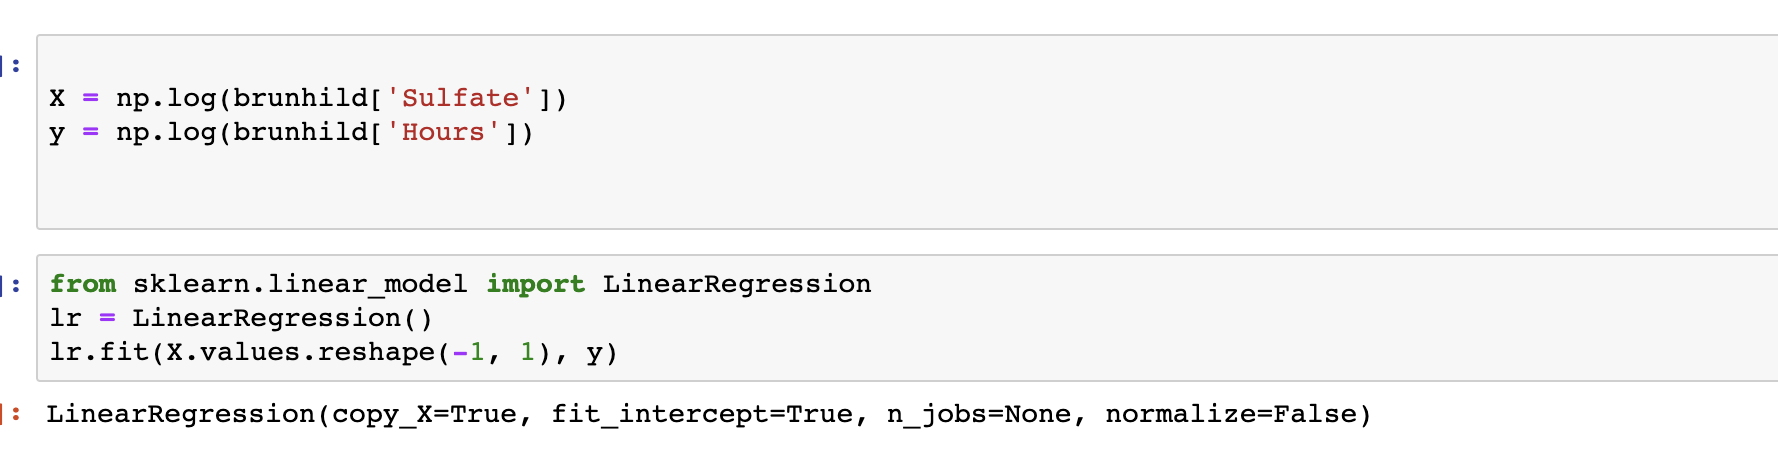 ]:
X = np.log(brunhild['Sulfate'])
y = np.log(brunhild['Hours'])
]:
from sklearn.linear_model import LinearRegression
lr = LinearRegression()
lr.fit(X.values.reshape(-1, 1), y)
]: LinearRegression(copy_X=True, fit_intercept=True, n_jobs=None, normalize=False)